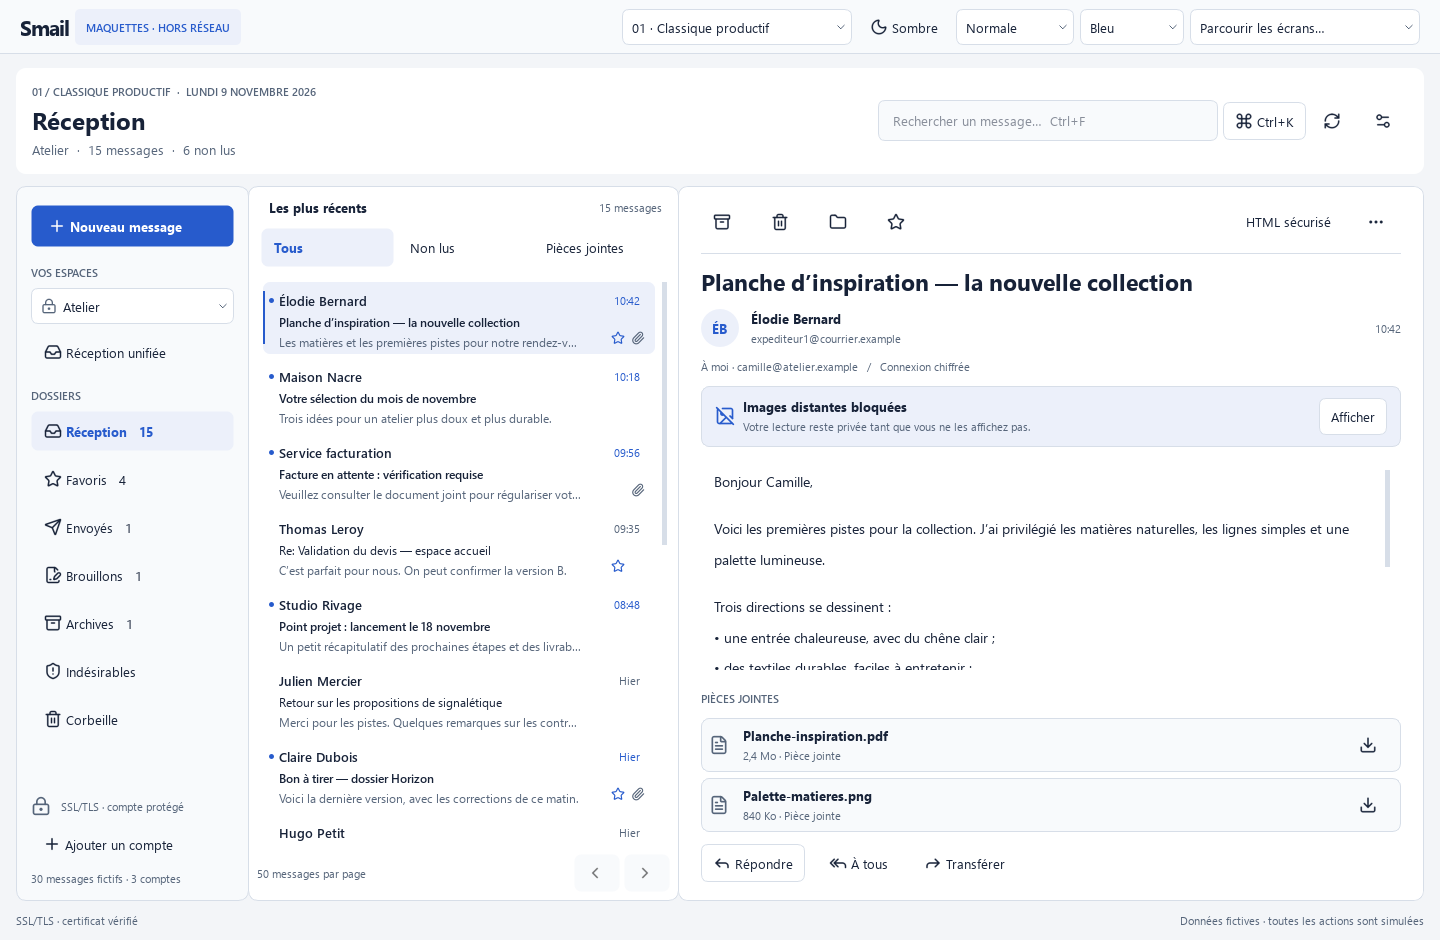 Smail
MAQUETTES · HORS RÉSEAU
01 · Classique productif
Sombre
Normale
Bleu
Parcourir les écrans…
01 / CLASSIQUE PRODUCTIF · LUNDI 9 NOVEMBRE 2026
Réception
Atelier · 15 messages · 6 non lus
Rechercher un message… Ctrl+F
Ctrl+K
Nouveau message
VOS ESPACES
Atelier
Réception unifiée
DOSSIERS
Réception 15
Favoris 4
Envoyés 1
Brouillons 1
Archives 1
Indésirables
Corbeille
SSL/TLS · compte protégé
Ajouter un compte
30 messages fictifs · 3 comptes
Les plus récents
15 messages
Tous
Non lus
Pièces jointes
Élodie Bernard 10:42
Planche d’inspiration — la nouvelle collection
Les matières et les premières pistes pour notre rendez-v…
Maison Nacre 10:18
Votre sélection du mois de novembre
Trois idées pour un atelier plus doux et plus durable.
Service facturation 09:56
Facture en attente : vérification requise
Veuillez consulter le document joint pour régulariser vot…
Thomas Leroy 09:35
Re: Validation du devis — espace accueil
C’est parfait pour nous. On peut confirmer la version B.
Studio Rivage 08:48
Point projet : lancement le 18 novembre
Un petit récapitulatif des prochaines étapes et des livrab…
Julien Mercier Hier
Retour sur les propositions de signalétique
Merci pour les pistes. Quelques remarques sur les contr…
Claire Dubois Hier
Bon à tirer — dossier Horizon
Voici la dernière version, avec les corrections de ce matin.
Hugo Petit Hier
50 messages par page
HTML sécurisé
Planche d’inspiration — la nouvelle collection
ÉB
Élodie Bernard
expediteur1@courrier.example
10:42
À moi · camille@atelier.example / Connexion chiffrée
Images distantes bloquées
Votre lecture reste privée tant que vous ne les affichez pas.
Afficher
Bonjour Camille,
Voici les premières pistes pour la collection. J’ai privilégié les matières naturelles, les lignes simples et une
palette lumineuse.
Trois directions se dessinent :
• une entrée chaleureuse, avec du chêne clair ;
• des textiles durables, faciles à entretenir ;
PIÈCES JOINTES
Planche-inspiration.pdf
2,4 Mo · Pièce jointe
Palette-matieres.png
840 Ko · Pièce jointe
Répondre
À tous
Transférer
SSL/TLS · certificat vérifié
Données fictives · toutes les actions sont simulées